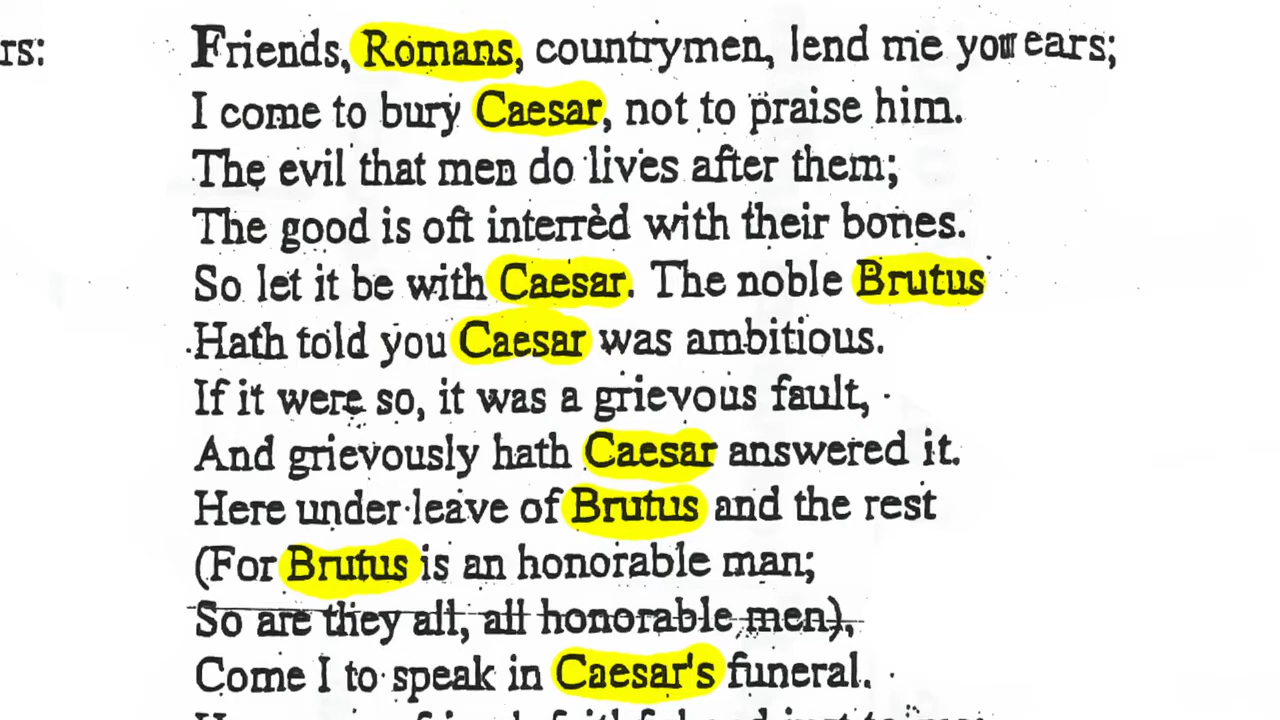 rs:
Friends, Romans, countrymen, lend me your ears;
I come to bury Caesar, not to praise him.
The evil that men do lives after them;
The good is oft interrèd with their bones.
So let it be with Caesar. The noble Brutus
Hath told you Caesar was ambitious.
If it were so, it was a grievous fault,
And grievously hath Caesar answered it.
Here under leave of Brutus and the rest
(For Brutus is an honorable man;
So are they all, all honorable men),
Come I to speak in Caesar's funeral.